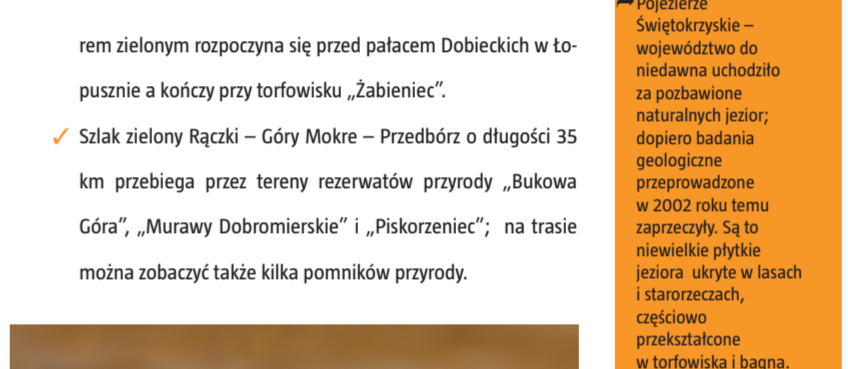 rem zielonym rozpoczyna się przed pałacem Dobieckich w Ło-
pusznie a kończy przy torfowisku „Żabieniec”.
✓ Szlak zielony Rączki – Góry Mokre – Przedbórz o długości 35
km przebiega przez tereny rezerwatów przyrody „Bukowa
Góra”, „Murawy Dobromierskie” i „Piskorzeniec”; na trasie
można zobaczyć także kilka pomników przyrody.
Pojezierze
Świętokrzyskie –
województwo do
niedawna uchodziło
za pozbawione
naturalnych jezior;
dopiero badania
geologiczne
przeprowadzone
w 2002 roku temu
zaprzeczyły. Są to
niewielkie płytkie
jeziora ukryte w lasach
i starorzeczach,
częściowo
przekształcone
w torfowiska i bagna.